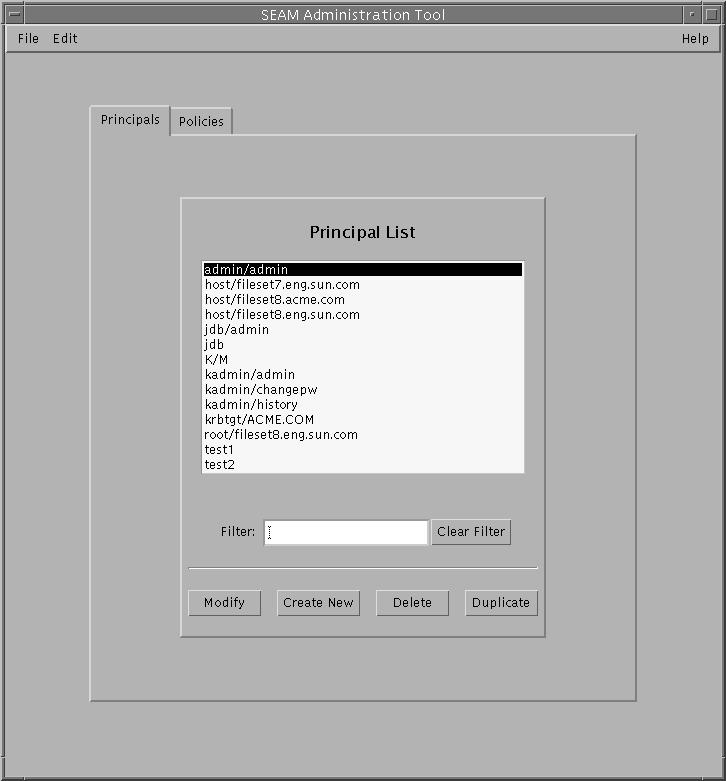 SEAM Administration Tool
File Edit Help
Principals Policies
Principal List
admin/admin
host/fileset7.eng.sun.com
host/fileset8.acme.com
host/fileset8.eng.sun.com
jdb/admin
jdb
K/M
kadmin/admin
kadmin/changepw
kadmin/history
krbtgt/ACME.COM
root/fileset8.eng.sun.com
test1
test2
Filter: Clear Filter
Modify Create New Delete Duplicate